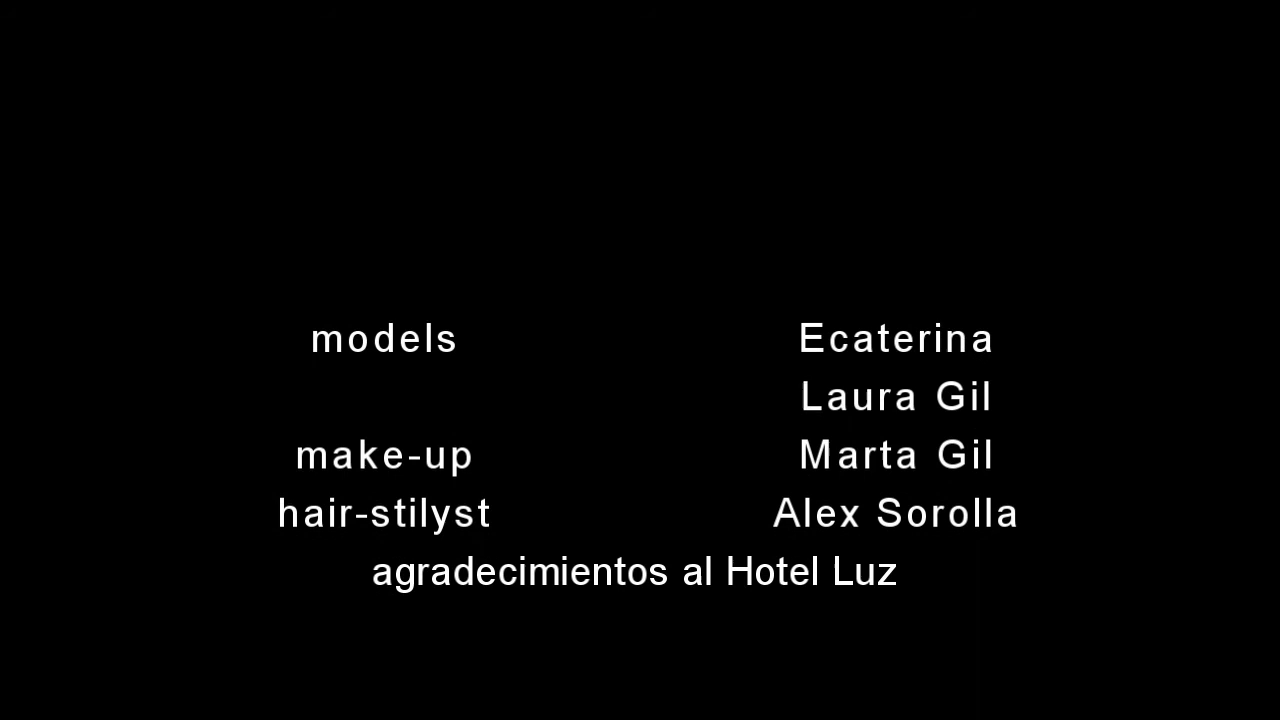 models Ecaterina
Laura Gil
make-up Marta Gil
hair-stilyst Alex Sorolla
agradecimientos al Hotel Luz